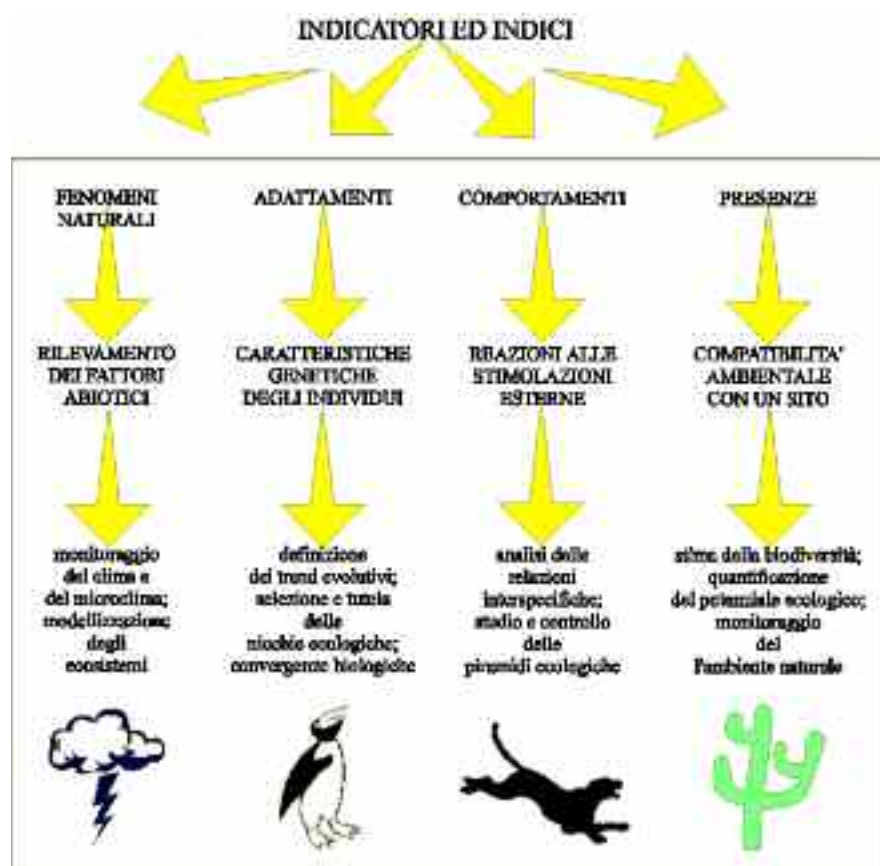 INDICATORI ED INDICI
FENOMENI
NATURALI
RILEVAMENTO
DEI FATTORI
ABIOTICI
monitoraggio
del clima e
del microclima;
modellizzazione
degli
ecosistemi
ADATTAMENTI
CARATTERISTICHE
GENETICHE
DEGLI INDIVIDUI
definizione
dei trend evolutivi;
selezione e tutela
delle
nicchie ecologiche;
convergenze biologiche
COMPORTAMENTI
REAZIONI ALLE
STIMOLAZIONI
ESTERNE
analisi delle
relazioni
interspecifiche;
studio e controllo
delle
piramidi ecologiche
PRESENZE
COMPATIBILITA'
AMBIENTALE
CON UN SITO
stima della biodiversità;
quantificazione
del potenziale ecologico;
monitoraggio
del
l'ambiente naturale